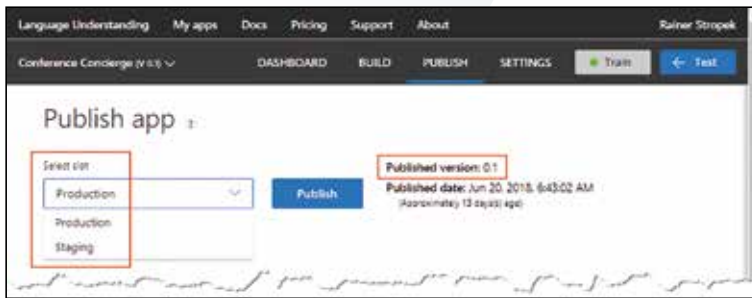 Language Understanding My apps Docs Pricing Support About Rainer Stropek
Conference Concierge (V 0.1) DASHBOARD BUILD PUBLISH SETTINGS Train Test
Publish app
Select slot
Published version: 0.1
Production Publish Published date: Jun 20, 2018, 6:43:02 AM
(Approximately 13 day(s) ago)
Production
Staging